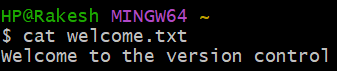 HP@Rakesh MINGW64 ~
$ cat welcome.txt
Welcome to the version control